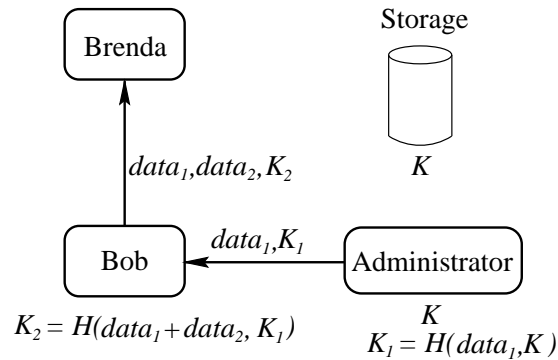 Storage
Brenda
K
data₁,data₂,K₂
data₁,K₁
Bob
Administrator
K₂ = H(data₁+data₂, K₁)
K
K₁ = H(data₁,K)